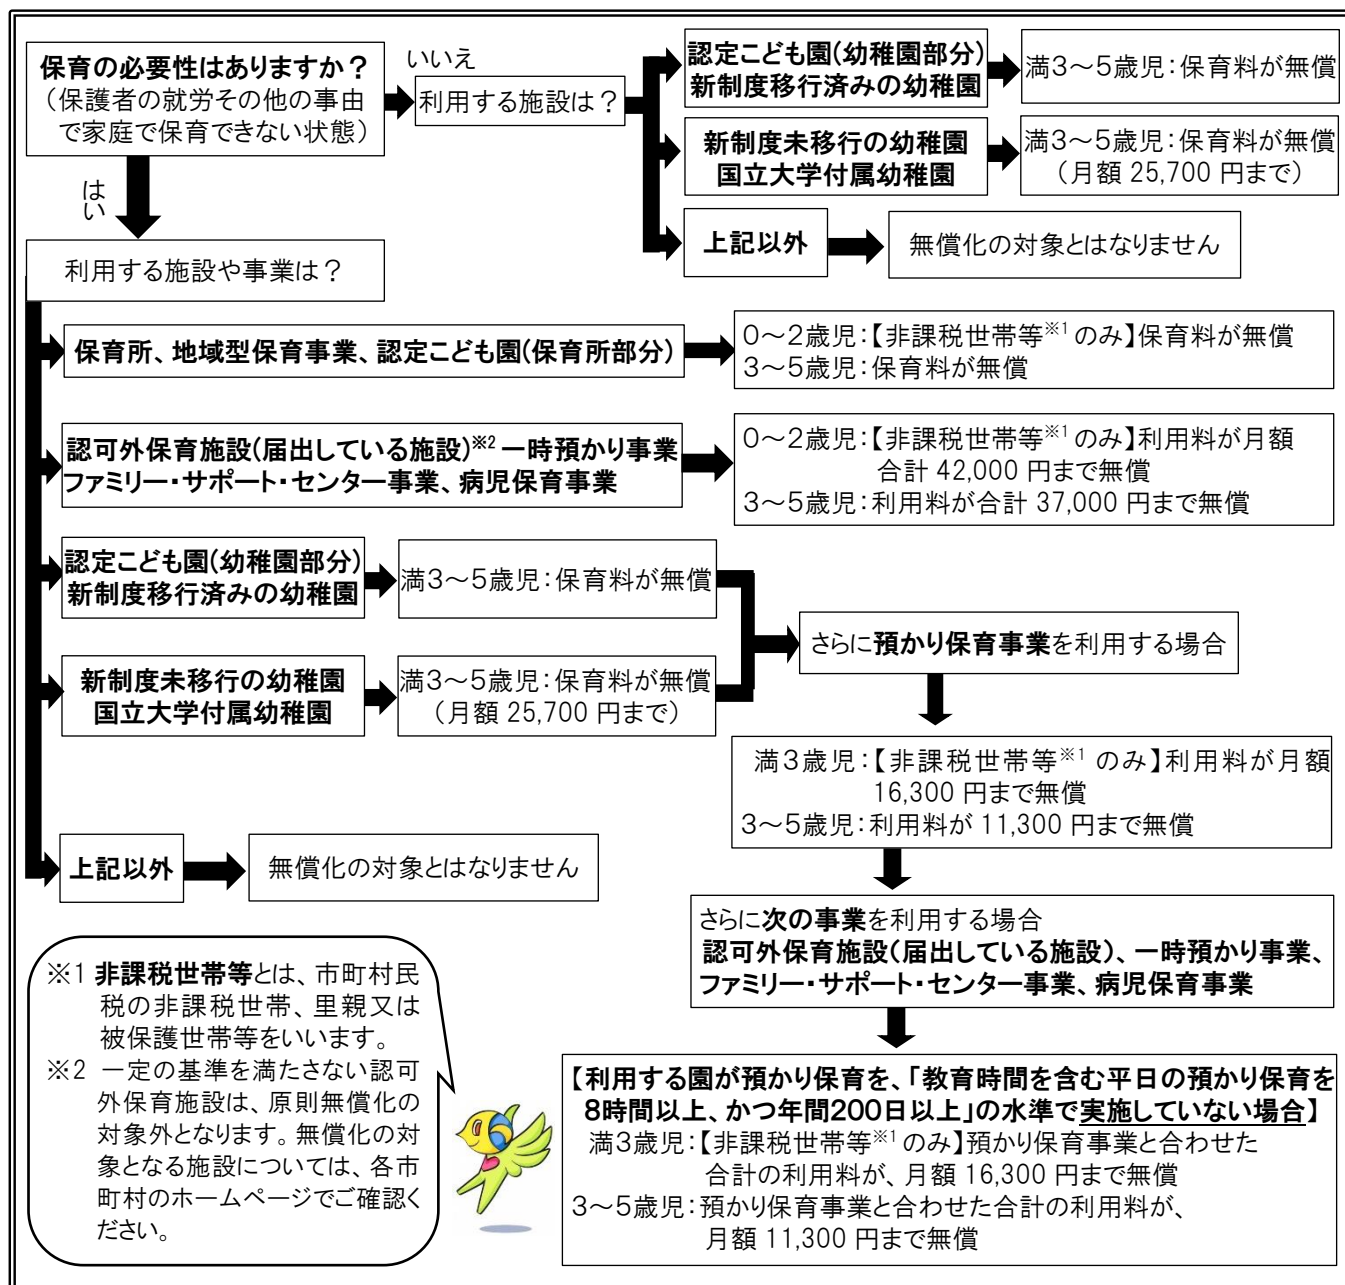 保育の必要性はありますか？
（保護者の就労その他の事由
で家庭で保育できない状態）
いいえ
利用する施設は？
認定こども園(幼稚園部分)
新制度移行済みの幼稚園
満３～５歳児：保育料が無償
新制度未移行の幼稚園
国立大学付属幼稚園
満３～５歳児：保育料が無償
（月額 25,700 円まで）
上記以外
無償化の対象とはなりません
はい
利用する施設や事業は？
保育所、地域型保育事業、認定こども園(保育所部分)
０～２歳児：【非課税世帯等※1 のみ】保育料が無償
３～５歳児：保育料が無償
認可外保育施設(届出している施設)※2 一時預かり事業
ファミリー・サポート・センター事業、病児保育事業
０～２歳児：【非課税世帯等※1 のみ】利用料が月額
合計 42,000 円まで無償
３～５歳児：利用料が合計 37,000 円まで無償
認定こども園(幼稚園部分)
新制度移行済みの幼稚園
満３～５歳児：保育料が無償
新制度未移行の幼稚園
国立大学付属幼稚園
満３～５歳児：保育料が無償
（月額 25,700 円まで）
さらに預かり保育事業を利用する場合
満３歳児：【非課税世帯等※1 のみ】利用料が月額
16,300 円まで無償
３～５歳児：利用料が 11,300 円まで無償
上記以外
無償化の対象とはなりません
さらに次の事業を利用する場合
認可外保育施設(届出している施設)、一時預かり事業、
ファミリー・サポート・センター事業、病児保育事業
【利用する園が預かり保育を、「教育時間を含む平日の預かり保育を
８時間以上、かつ年間200日以上」の水準で実施していない場合】
満３歳児：【非課税世帯等※1 のみ】預かり保育事業と合わせた
合計の利用料が、月額 16,300 円まで無償
３～５歳児：預かり保育事業と合わせた合計の利用料が、
月額 11,300 円まで無償
※1 非課税世帯等とは、市町村民
税の非課税世帯、里親又は
被保護世帯等をいいます。
※2 一定の基準を満たさない認可
外保育施設は、原則無償化の
対象外となります。無償化の対
象となる施設については、各市
町村のホームページでご確認く
ださい。